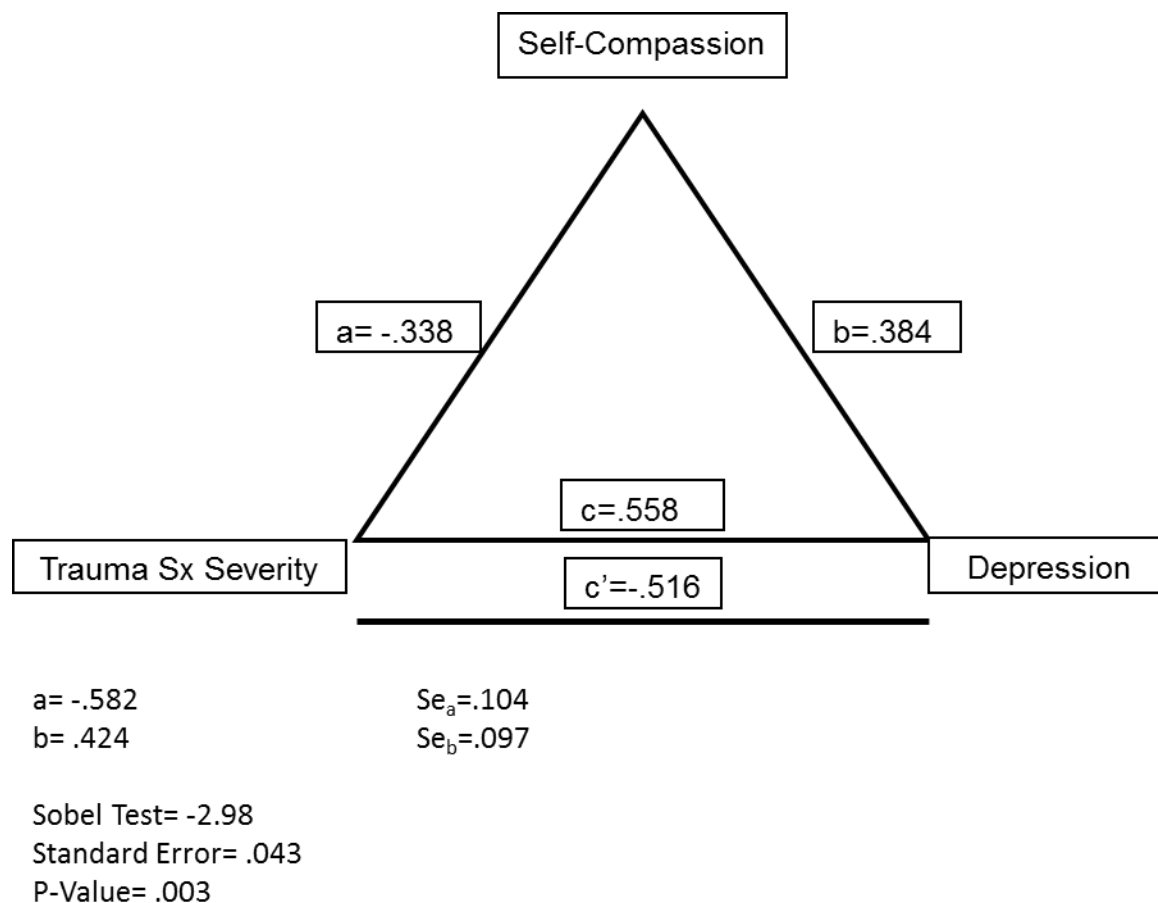 Self-Compassion
a= -.338
b=.384
c=.558
Trauma Sx Severity
c’=-.516
Depression
a= -.582
Seₐ=.104
b= .424
Se_b=.097
Sobel Test= -2.98
Standard Error= .043
P-Value= .003